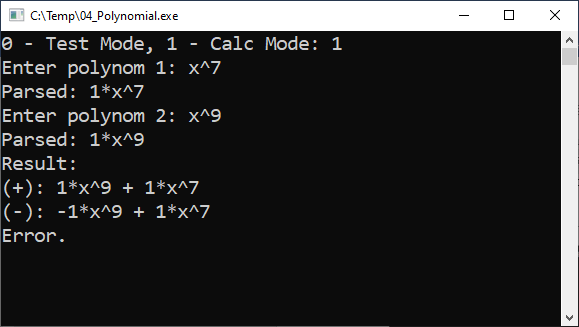 C:\Temp\04_Polynomial.exe
0 - Test Mode, 1 - Calc Mode: 1
Enter polynom 1: x^7
Parsed: 1*x^7
Enter polynom 2: x^9
Parsed: 1*x^9
Result:
(+): 1*x^9 + 1*x^7
(-): -1*x^9 + 1*x^7
Error.